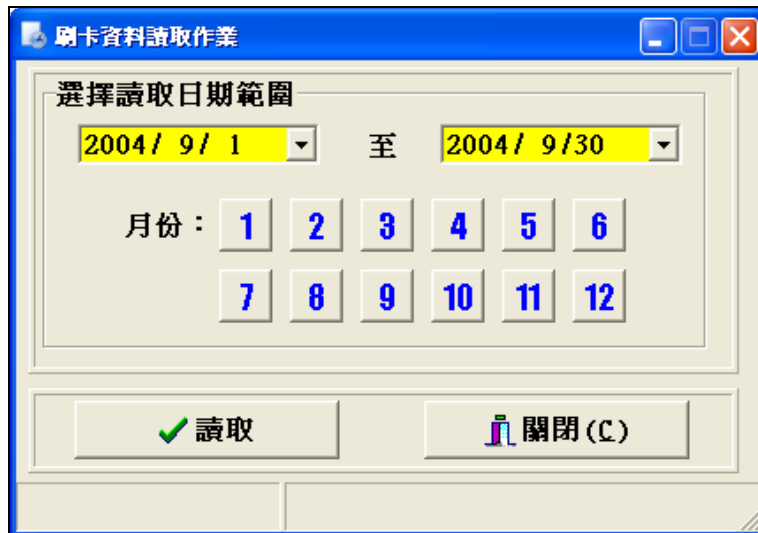 刷卡資料讀取作業
選擇讀取日期範圍
2004/ 9/ 1 至 2004/ 9/30
月份： 1 2 3 4 5 6
7 8 9 10 11 12
讀取 關閉(C)